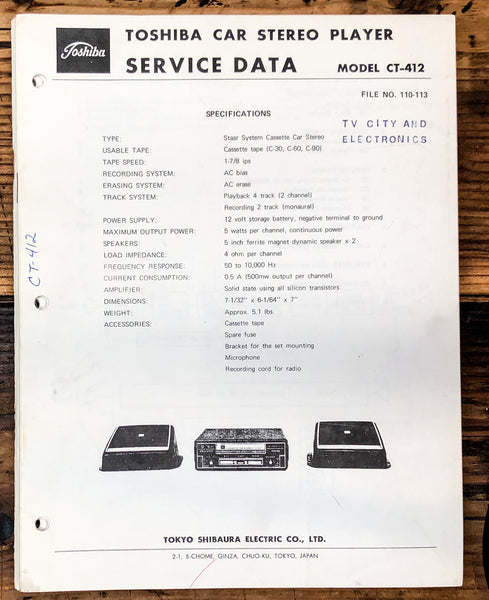 Toshiba
TOSHIBA CAR STEREO PLAYER
SERVICE DATA
MODEL CT-412
FILE NO. 110-113
TV CITY AND
ELECTRONICS
SPECIFICATIONS
TYPE: Staar System Cassette Car Stereo
USABLE TAPE: Cassette tape (C-30, C-60, C-90)
TAPE SPEED: 1-7/8 ips
RECORDING SYSTEM: AC bias
ERASING SYSTEM: AC erase
TRACK SYSTEM: Playback 4 track (2 channel)
Recording 2 track (monaural)
POWER SUPPLY: 12 volt storage battery, negative terminal to ground
MAXIMUM OUTPUT POWER: 5 watts per channel, continuous power
SPEAKERS: 5 inch ferrite magnet dynamic speaker x 2
LOAD IMPEDANCE: 4 ohm per channel
FREQUENCY RESPONSE: 50 to 10,000 Hz
CURRENT CONSUMPTION: 0.5 A (500mw output per channel)
AMPLIFIER: Solid state using all silicon transistors
DIMENSIONS: 7-1/32" x 6-1/64" x 7"
WEIGHT: Approx. 5.1 lbs.
ACCESSORIES: Cassette tape
Spare fuse
Bracket for the set mounting
Microphone
Recording cord for radio
CT-412
TOKYO SHIBAURA ELECTRIC CO., LTD.
2-1, 5-CHOME, GINZA, CHUO-KU, TOKYO, JAPAN